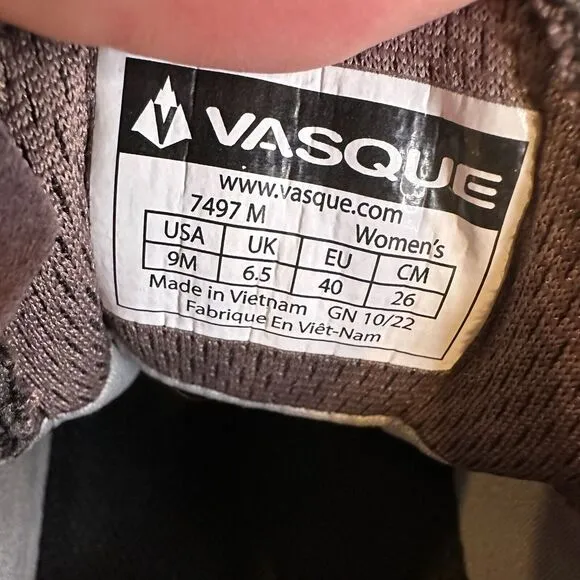 VASQUE
www.vasque.com
7497 M Women's
USA UK EU CM
9M 6.5 40 26
Made in Vietnam GN 10/22
Fabrique En Viêt-Nam